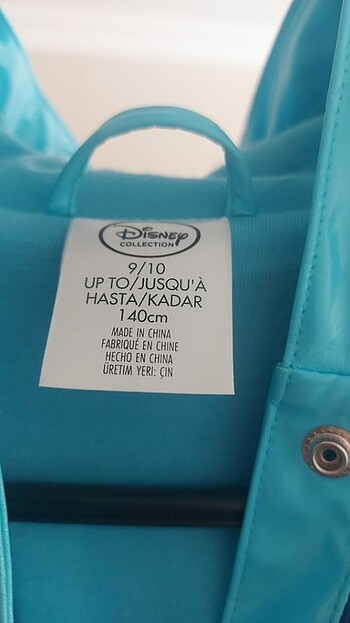 Disney
COLLECTION
9/10
UP TO/JUSQU'À
HASTA/KADAR
140cm
MADE IN CHINA
FABRIQUÉ EN CHINE
HECHO EN CHINA
ÜRETIM YERI: ÇIN